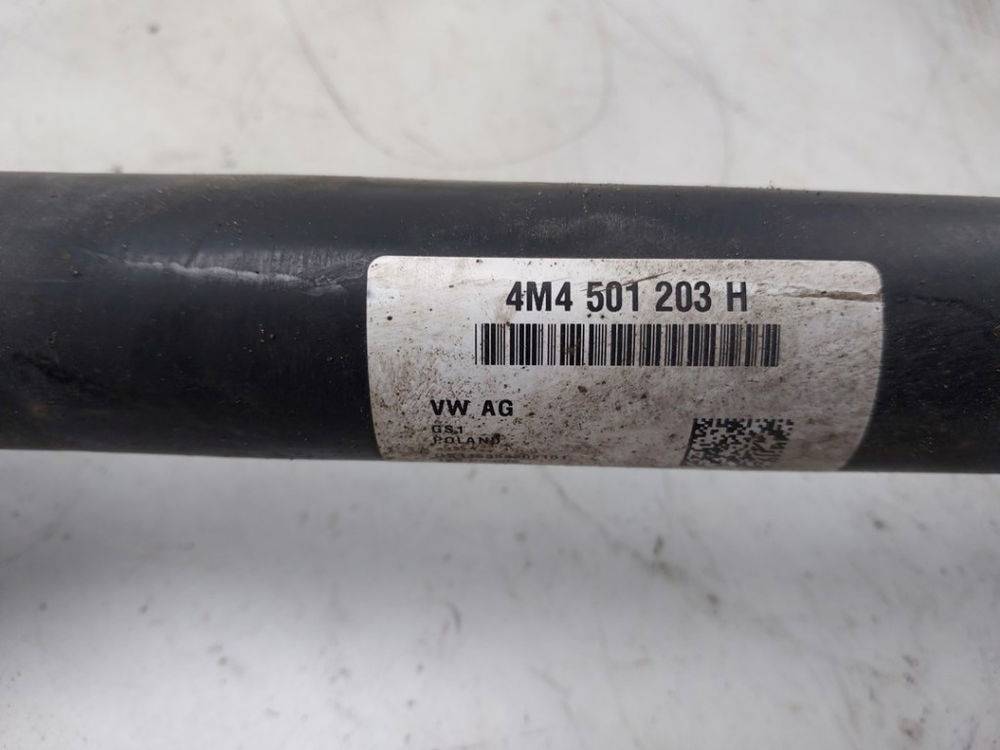 4M4 501 203 H
VW AG
GS1
POLAND